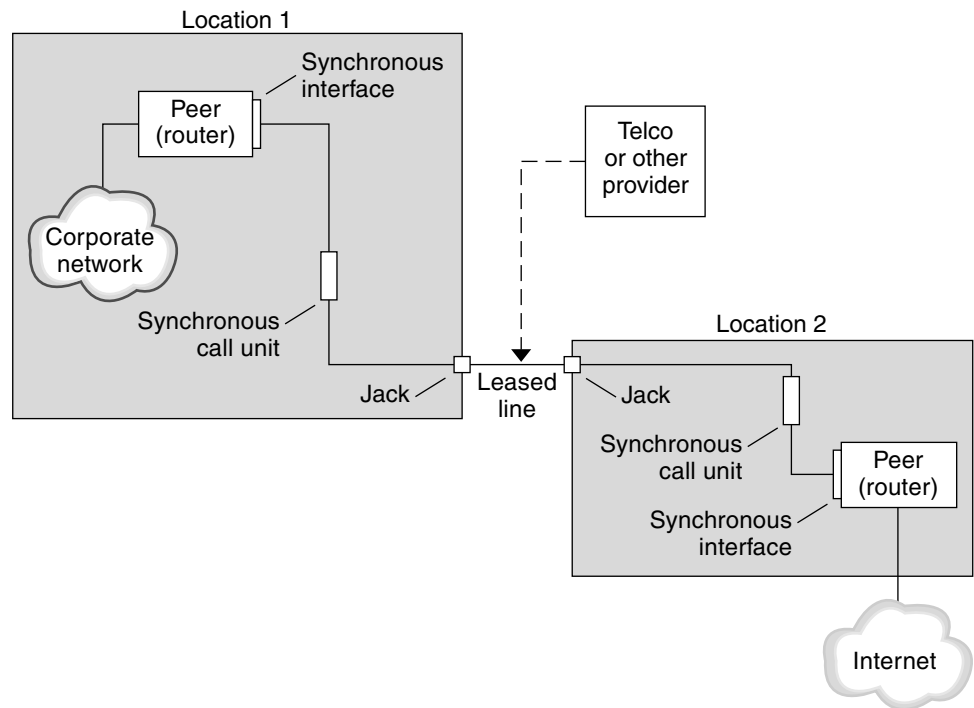 Location 1
Synchronous
interface
Peer
(router)
Telco
or other
provider
Corporate
network
Synchronous
call unit
Location 2
Jack
Leased
line
Jack
Synchronous
call unit
Peer
(router)
Synchronous
interface
Internet